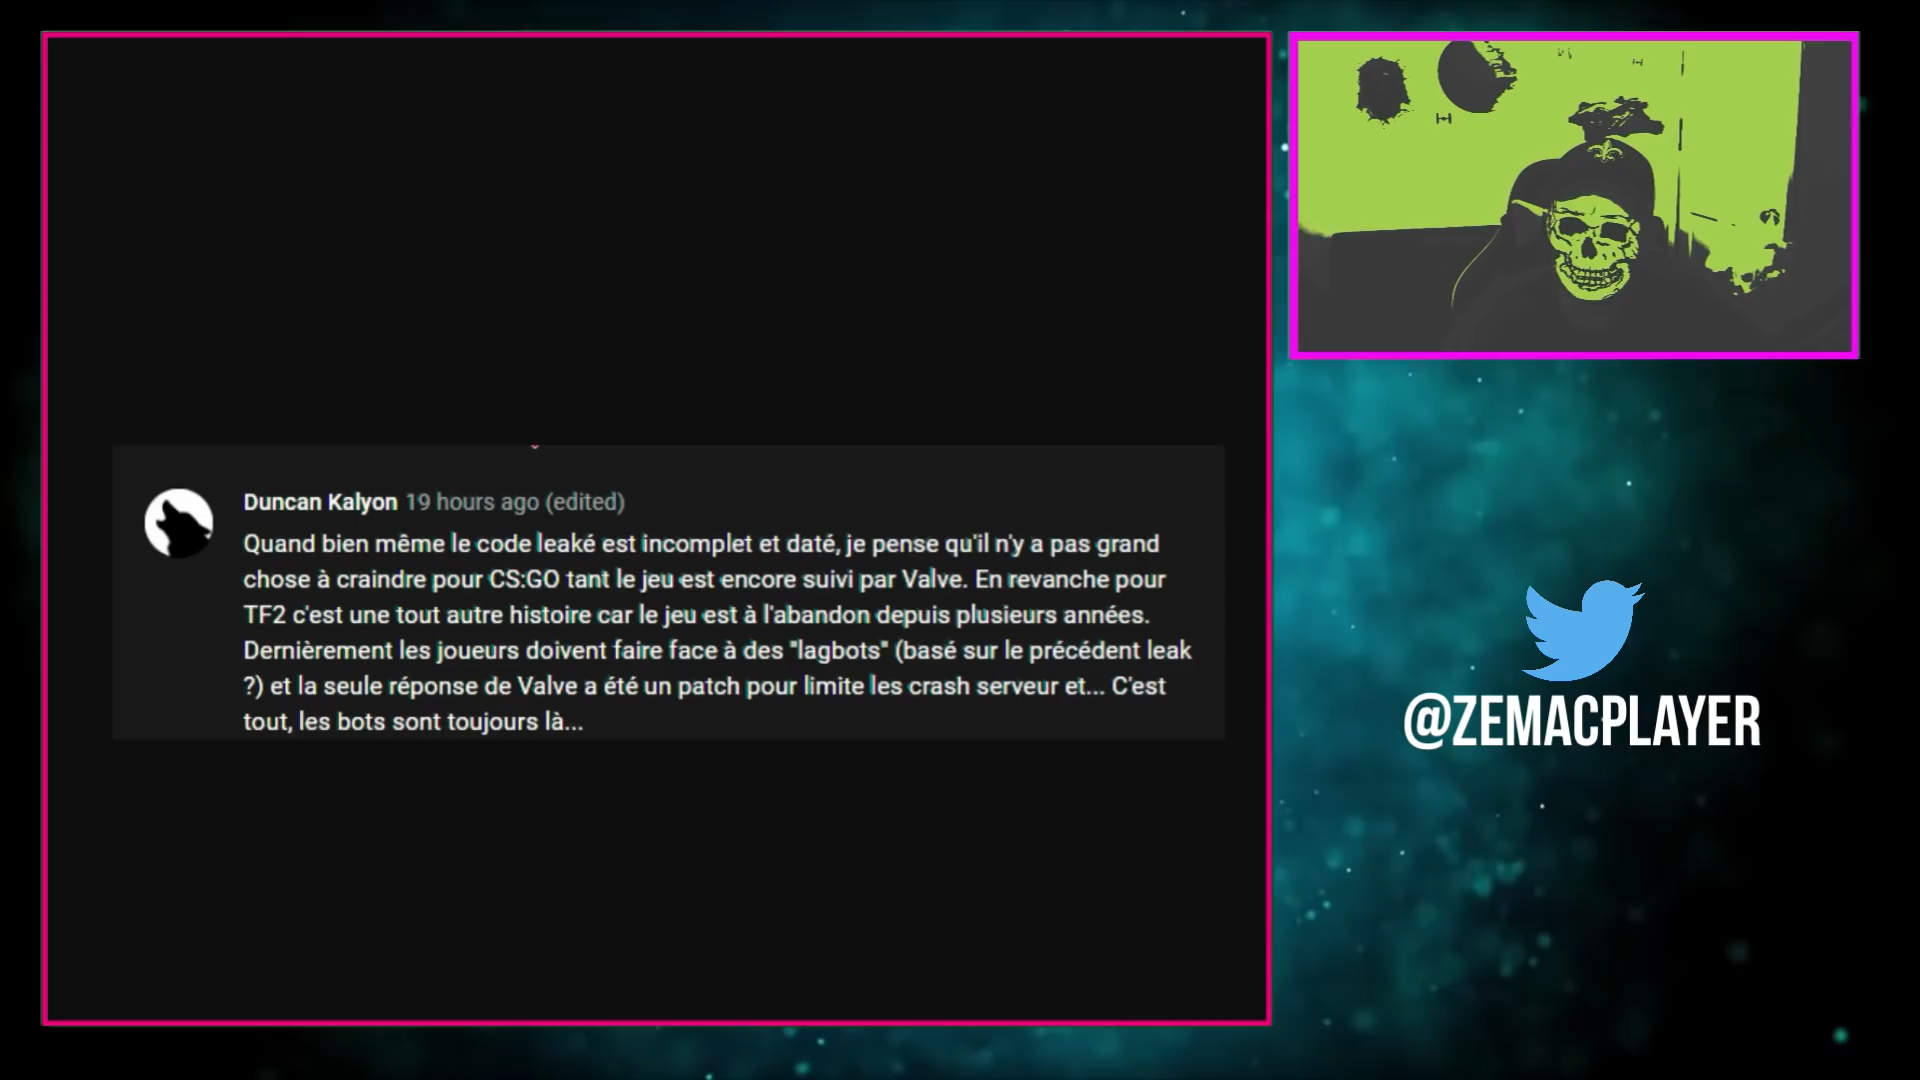 Duncan Kalyon 19 hours ago (edited)
Quand bien même le code leaké est incomplet et daté, je pense qu'il n'y a pas grand
chose à craindre pour CS:GO tant le jeu est encore suivi par Valve. En revanche pour
TF2 c'est une tout autre histoire car le jeu est à l'abandon depuis plusieurs années.
Dernièrement les joueurs doivent faire face à des "lagbots" (basé sur le précédent leak
?) et la seule réponse de Valve a été un patch pour limite les crash serveur et... C'est
tout, les bots sont toujours là...
@ZEMACPLAYER